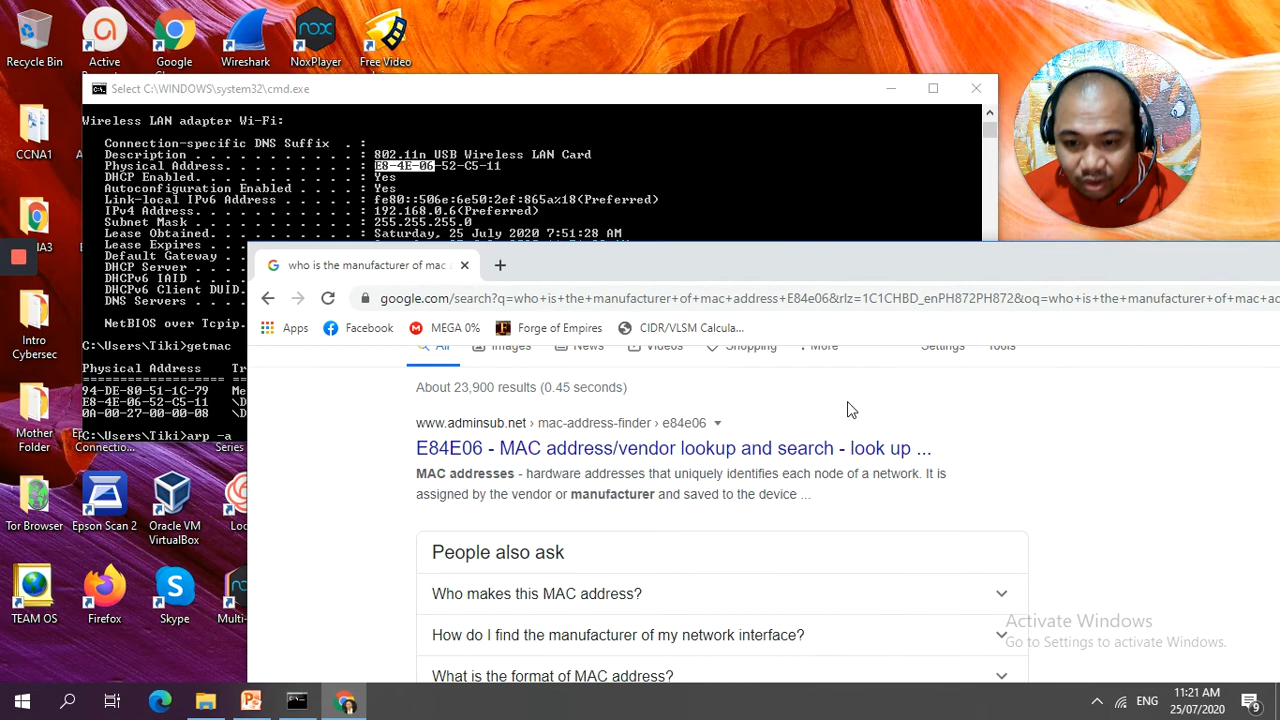 Recycle Bin
Active
Google
Wireshark
NoxPlayer
Free Video
Select C:\WINDOWS\system32\cmd.exe
CCNA1
Intro
Cybersec
Mother
Folder
Wireless LAN adapter Wi-Fi:
Connection-specific DNS Suffix . :
Description . . . . . . . . . . . : 802.11n USB Wireless LAN Card
Physical Address. . . . . . . . . : E8-4E-06-52-C5-11
DHCP Enabled. . . . . . . . . . . : Yes
Autoconfiguration Enabled . . . . : Yes
Link-local IPv6 Address . . . . . : fe80::506e:6e50:2ef:865a%18(Preferred)
IPv4 Address. . . . . . . . . . . : 192.168.0.6(Preferred)
Subnet Mask . . . . . . . . . . . : 255.255.255.0
Lease Obtained. . . . . . . . . . : Saturday, 25 July 2020 7:51:28 AM
Lease Expires
Default Gateway
DHCP Server
DHCPv6 IAID
DHCPv6 Client DUID.
DNS Servers
NetBIOS over Tcpip.
C:\Users\Tiki>getmac
Physical Address
94-DE-80-51-1C-79
E8-4E-06-52-C5-11 \D
0A-00-27-00-00-08 \D
C:\Users\Tiki>arp -a
Connectio...
Series
Tor Browser
Epson Scan 2
Oracle VM
VirtualBox
TEAM OS
Firefox
Skype
who is the manufacturer of mac
google.com/search?q=who+is+the+manufacturer+of+mac+address+E84e06&rlz=1C1CHBD_enPH872PH872&oq=who+is+the+manufacturer+of+mac+
Apps
Facebook
MEGA 0%
Forge of Empires
CIDR/VLSM Calcula...
All
Images
News
Videos
Shopping
More
Settings
Tools
About 23,900 results (0.45 seconds)
www.adminsub.net › mac-address-finder › e84e06
E84E06 - MAC address/vendor lookup and search - look up ...
MAC addresses - hardware addresses that uniquely identifies each node of a network. It is
assigned by the vendor or manufacturer and saved to the device ...
People also ask
Who makes this MAC address?
How do I find the manufacturer of my network interface?
What is the format of MAC address?
Activate Windows
Go to Settings to activate Windows.
ENG
11:21 AM
25/07/2020
9